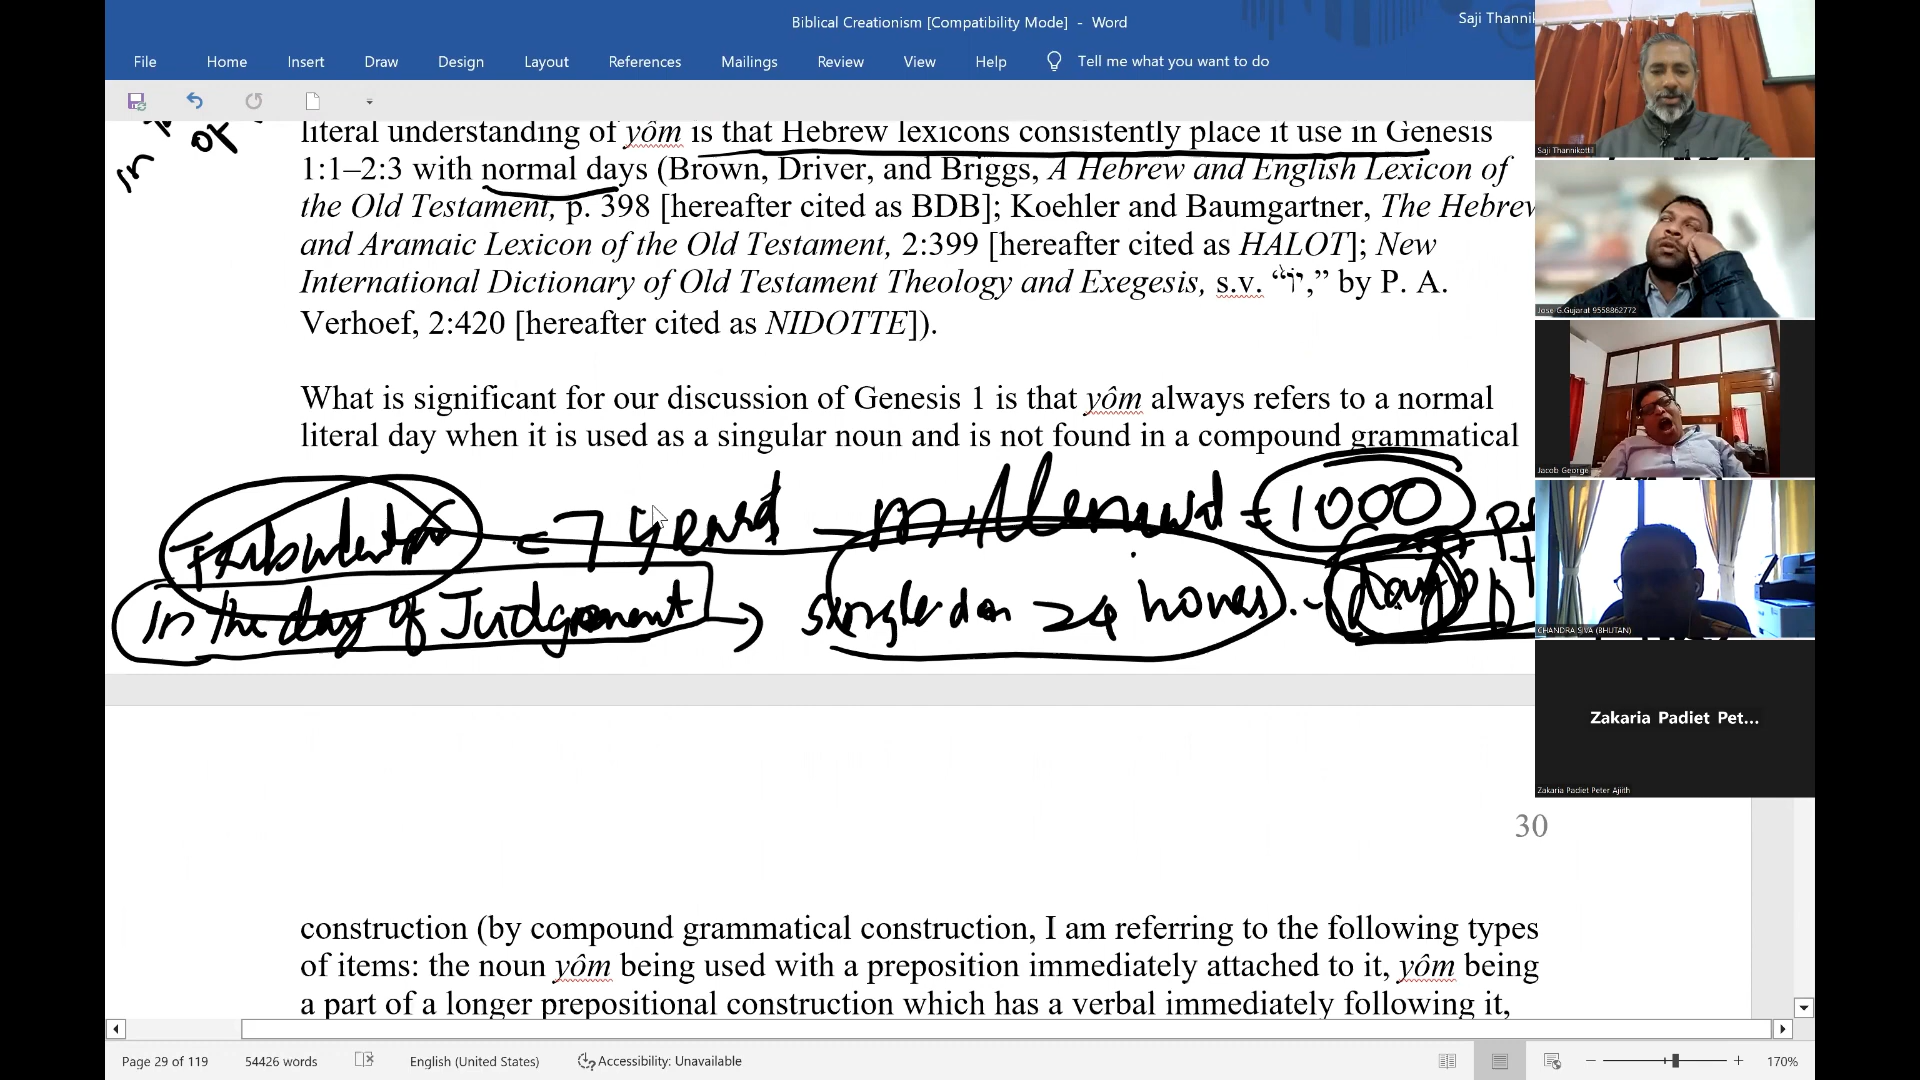 Biblical Creationism [Compatibility Mode] - Word
Saji Thannik
File Home Insert Draw Design Layout References Mailings Review View Help Tell me what you want to do
in
of
literal understanding of yôm is that Hebrew lexicons consistently place it use in Genesis
1:1–2:3 with normal days (Brown, Driver, and Briggs, A Hebrew and English Lexicon of
the Old Testament, p. 398 [hereafter cited as BDB]; Koehler and Baumgartner, The Hebrew
and Aramaic Lexicon of the Old Testament, 2:399 [hereafter cited as HALOT]; New
International Dictionary of Old Testament Theology and Exegesis, s.v. “יוֹ,” by P. A.
Verhoef, 2:420 [hereafter cited as NIDOTTE]).
What is significant for our discussion of Genesis 1 is that yôm always refers to a normal
literal day when it is used as a singular noun and is not found in a compound grammatical
= 7 years - = 1000
In the day of Judgement → 24 hours. - day
30
construction (by compound grammatical construction, I am referring to the following types
of items: the noun yôm being used with a preposition immediately attached to it, yôm being
a part of a longer prepositional construction which has a verbal immediately following it,
Page 29 of 119 54426 words English (United States) Accessibility: Unavailable 170%
Saji Thannikottil
Jose G.Gujarat 9558862772
Jacob George
CHANDRA SIVA (BHUTAN)
Zakaria Padiet Pet...
Zakaria Padiet Peter Ajiith